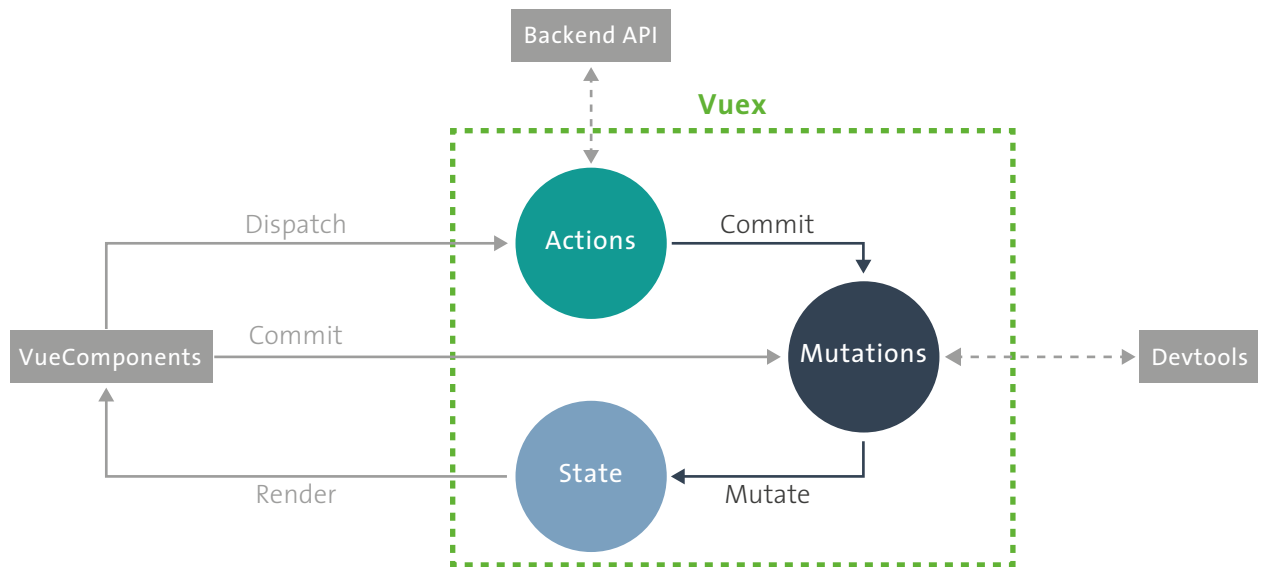 Backend API
Vuex
Dispatch
Actions
Commit
VueComponents
Commit
Mutations
Devtools
State
Render
Mutate